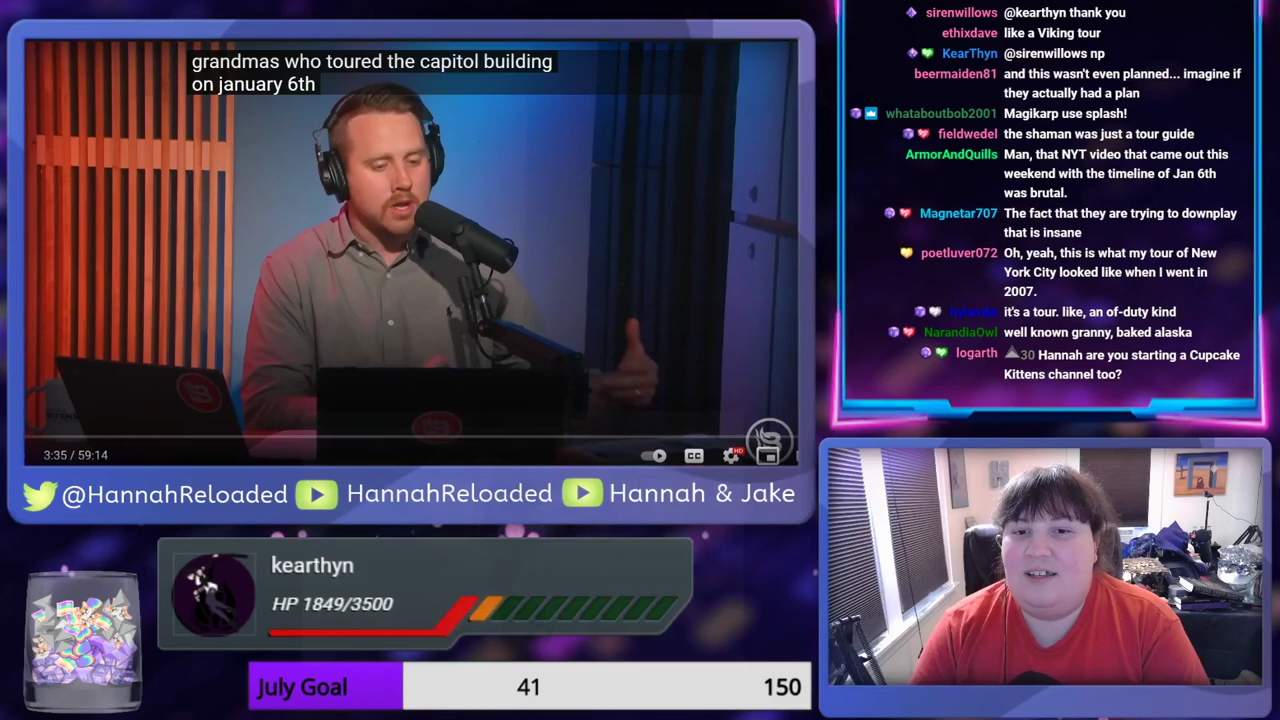 grandmas who toured the capitol building
on january 6th
3:35 / 59:14
CC
HD
@HannahReloaded
HannahReloaded
Hannah & Jake
kearthyn
HP 1849/3500
July Goal 41 150
sirenwillows @kearthyn thank you
ethixdave like a Viking tour
KearThyn @sirenwillows np
beermaiden81 and this wasn't even planned... imagine if
they actually had a plan
whataboutbob2001 Magikarp use splash!
fieldwedel the shaman was just a tour guide
ArmorAndQuills Man, that NYT video that came out this
weekend with the timeline of Jan 6th
was brutal.
Magnetar707 The fact that they are trying to downplay
that is insane
poetluver072 Oh, yeah, this is what my tour of New
York City looked like when I went in
2007.
it's a tour. like, an of-duty kind
NarandiaOwl well known granny, baked alaska
logarth 30 Hannah are you starting a Cupcake
Kittens channel too?